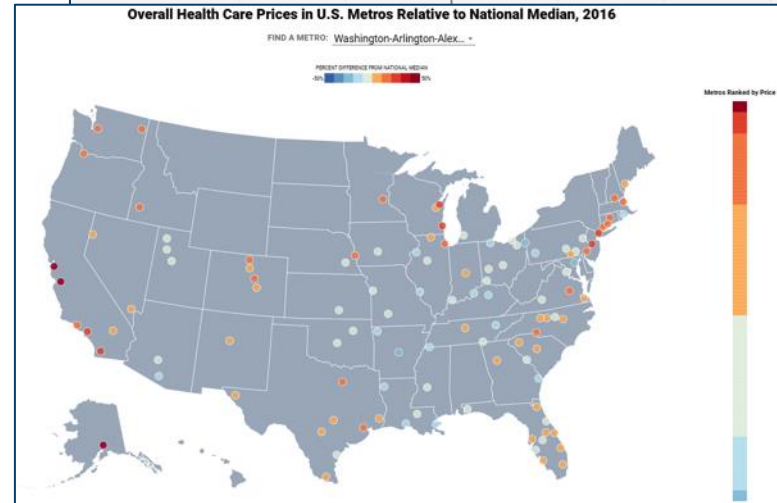 Overall Health Care Prices in U.S. Metros Relative to National Median, 2016
FIND A METRO: Washington-Arlington-Alex...
PERCENT DIFFERENCE FROM NATIONAL MEDIAN
-50% 50%
Metros Ranked by Price